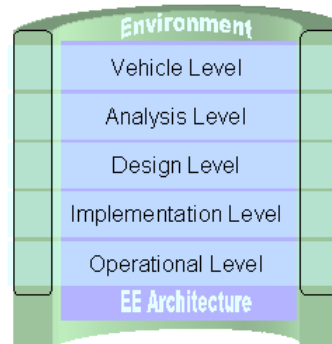 Environment
Vehicle Level
Analysis Level
Design Level
Implementation Level
Operational Level
EE Architecture